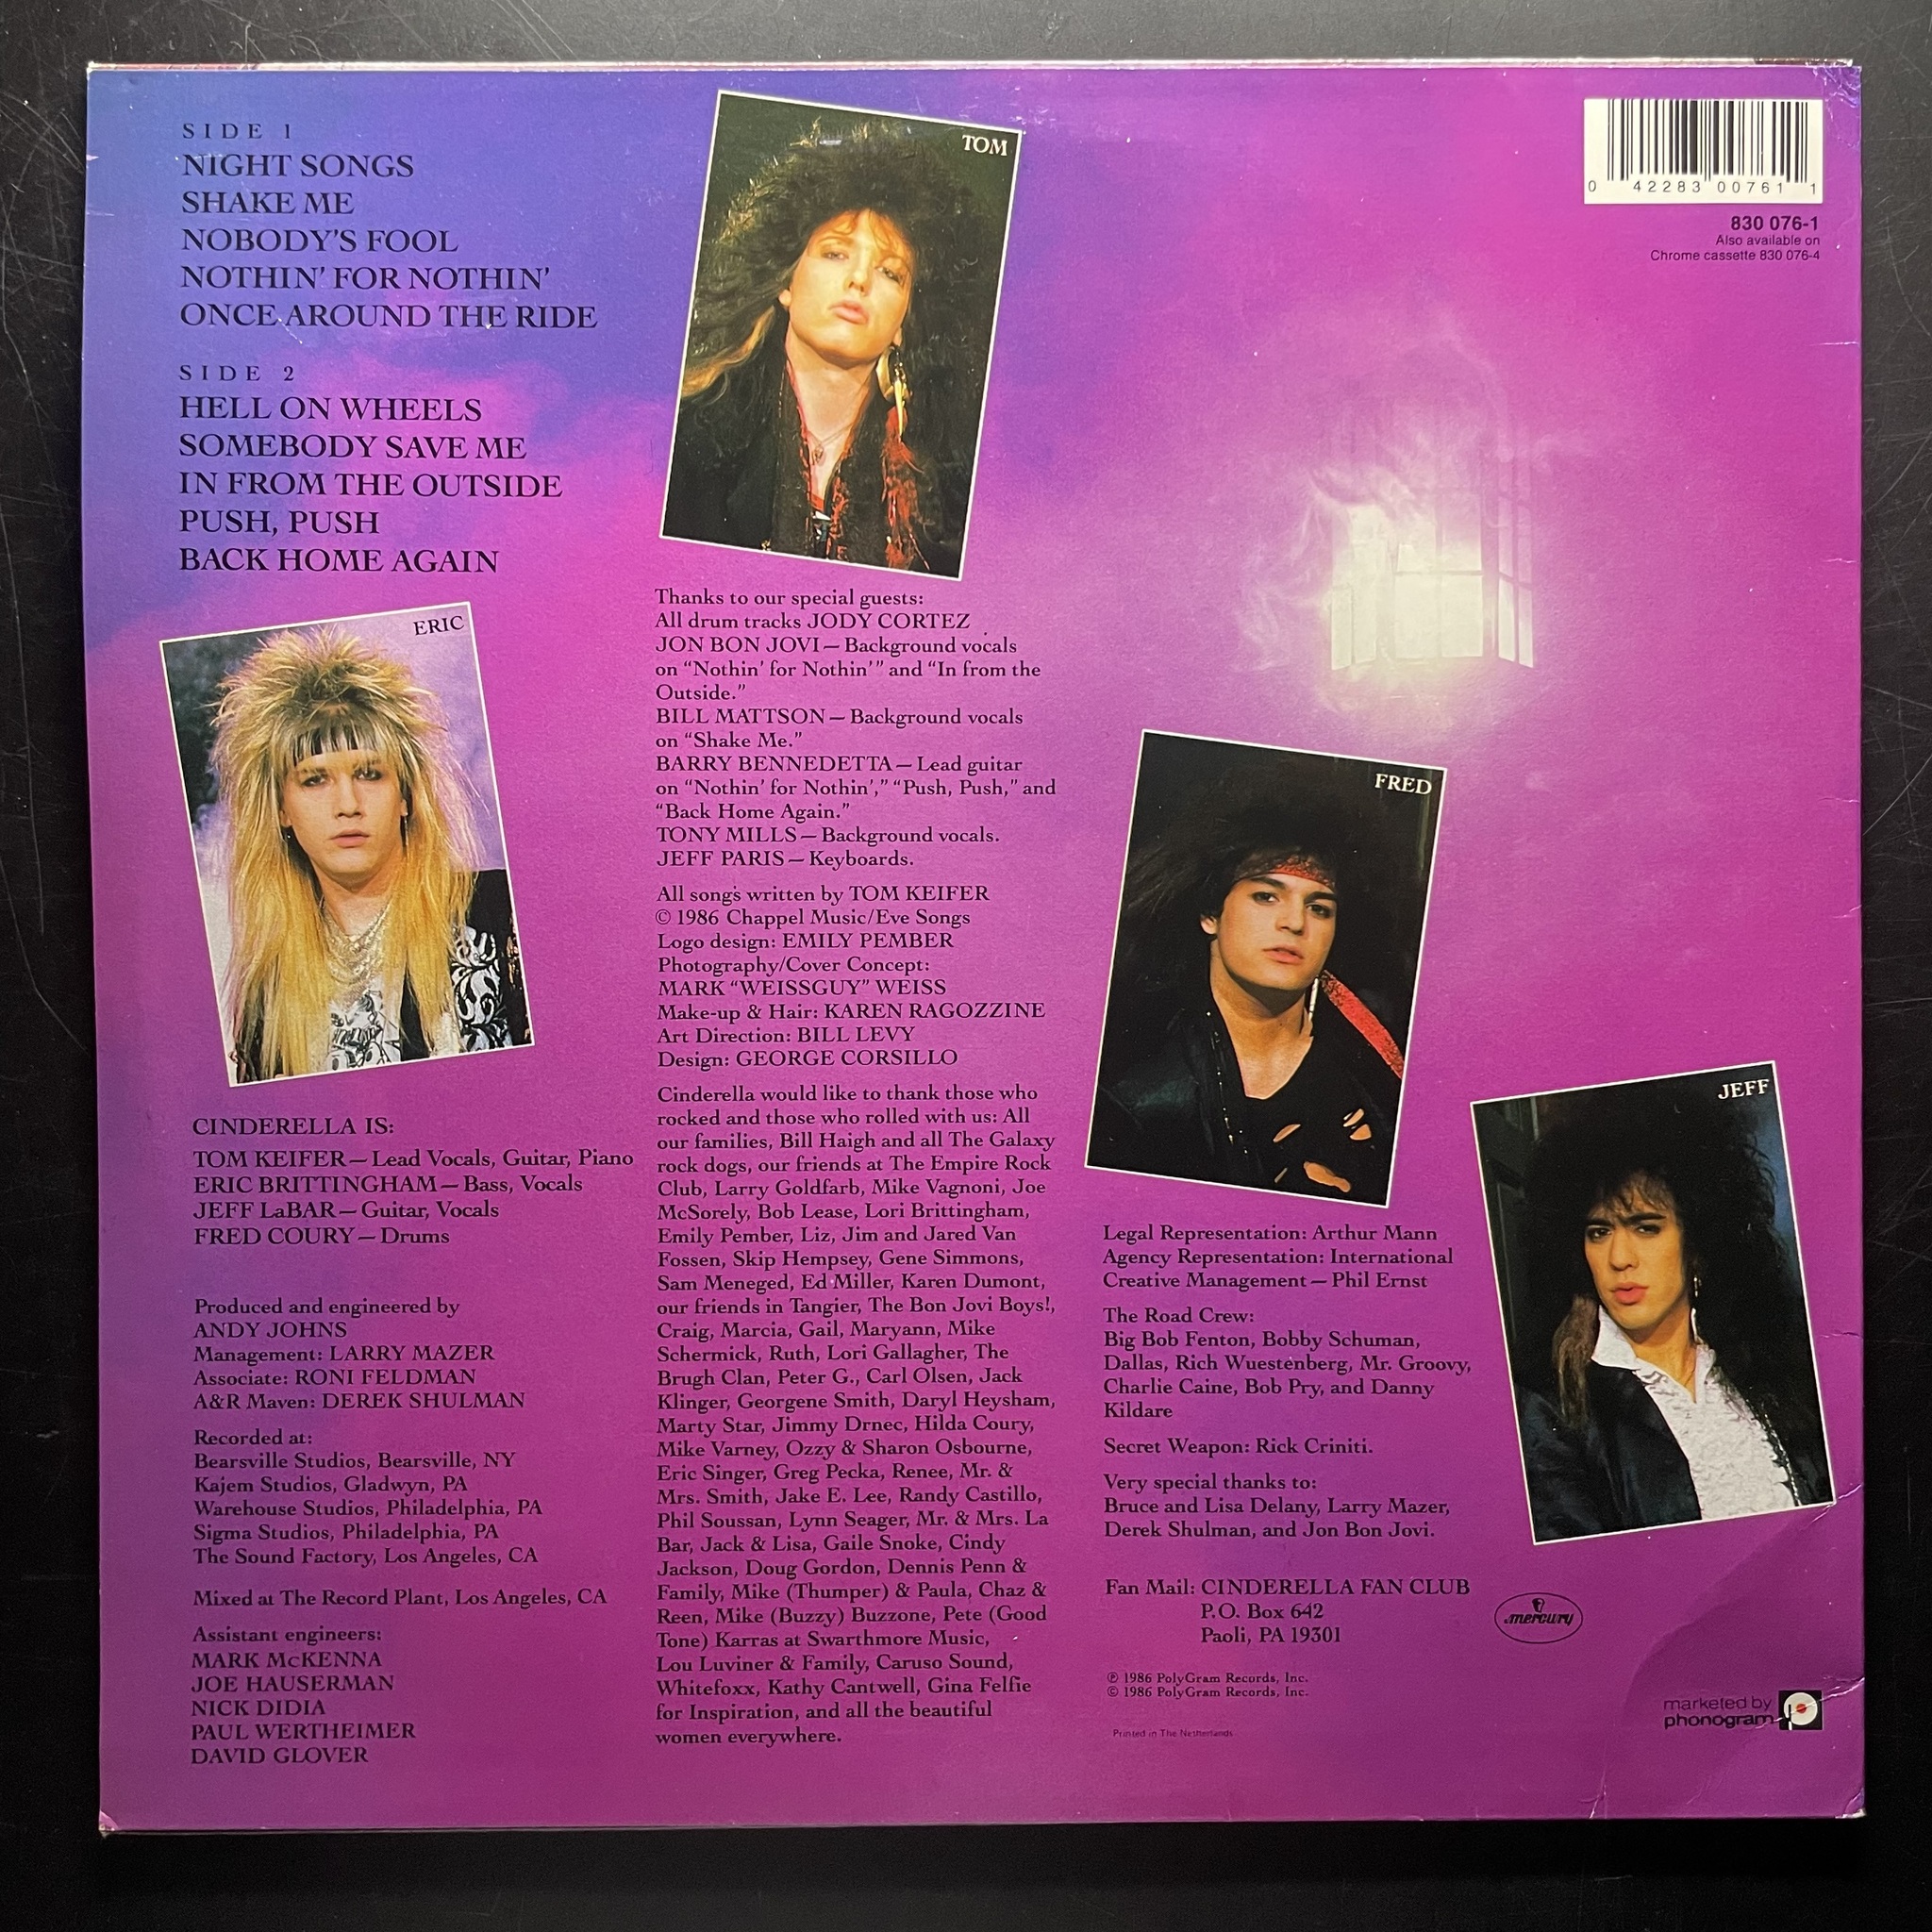 SIDE 1
NIGHT SONGS
SHAKE ME
NOBODY'S FOOL
NOTHIN' FOR NOTHIN'
ONCE AROUND THE RIDE
SIDE 2
HELL ON WHEELS
SOMEBODY SAVE ME
IN FROM THE OUTSIDE
PUSH, PUSH
BACK HOME AGAIN
ERIC
CINDERELLA IS:
TOM KEIFER—Lead Vocals, Guitar, Piano
ERIC BRITTINGHAM—Bass, Vocals
JEFF LaBAR—Guitar, Vocals
FRED COURY—Drums
Produced and engineered by
ANDY JOHNS
Management: LARRY MAZER
Associate: RONI FELDMAN
A&R Maven: DEREK SHULMAN
Recorded at:
Bearsville Studios, Bearsville, NY
Kajem Studios, Gladwyn, PA
Warehouse Studios, Philadelphia, PA
Sigma Studios, Philadelphia, PA
The Sound Factory, Los Angeles, CA
Mixed at The Record Plant, Los Angeles, CA
Assistant engineers:
MARK McKENNA
JOE HAUSERMAN
NICK DIDIA
PAUL WERTHEIMER
DAVID GLOVER
TOM
Thanks to our special guests:
All drum tracks JODY CORTEZ
JON BON JOVI—Background vocals
on “Nothin' for Nothin'” and “In from the
Outside.”
BILL MATTSON—Background vocals
on “Shake Me.”
BARRY BENNEDETTA—Lead guitar
on “Nothin' for Nothin',” “Push, Push,” and
“Back Home Again.”
TONY MILLS—Background vocals.
JEFF PARIS—Keyboards.
All songs written by TOM KEIFER
© 1986 Chappel Music/Eve Songs
Logo design: EMILY PEMBER
Photography/Cover Concept:
MARK “WEISSGUY” WEISS
Make-up & Hair: KAREN RAGOZZINE
Art Direction: BILL LEVY
Design: GEORGE CORSILLO
Cinderella would like to thank those who
rocked and those who rolled with us: All
our families, Bill Haigh and all The Galaxy
rock dogs, our friends at The Empire Rock
Club, Larry Goldfarb, Mike Vagnoni, Joe
McSorely, Bob Lease, Lori Brittingham,
Emily Pember, Liz, Jim and Jared Van
Fossen, Skip Hempsey, Gene Simmons,
Sam Meneged, Ed Miller, Karen Dumont,
our friends in Tangier, The Bon Jovi Boys!,
Craig, Marcia, Gail, Maryann, Mike
Schermick, Ruth, Lori Gallagher, The
Brugh Clan, Peter G., Carl Olsen, Jack
Klinger, Georgene Smith, Daryl Heysham,
Marty Star, Jimmy Drnec, Hilda Coury,
Mike Varney, Ozzy & Sharon Osbourne,
Eric Singer, Greg Pecka, Renee, Mr. &
Mrs. Smith, Jake E. Lee, Randy Castillo,
Phil Soussan, Lynn Seager, Mr. & Mrs. La
Bar, Jack & Lisa, Gaile Snoke, Cindy
Jackson, Doug Gordon, Dennis Penn &
Family, Mike (Thumper) & Paula, Chaz &
Reen, Mike (Buzzy) Buzzone, Pete (Good
Tone) Karras at Swarthmore Music,
Lou Luviner & Family, Caruso Sound,
Whitefoxx, Kathy Cantwell, Gina Felfie
for Inspiration, and all the beautiful
women everywhere.
0 42283 00761 1
830 076-1
Also available on
Chrome cassette 830 076-4
FRED
JEFF
Legal Representation: Arthur Mann
Agency Representation: International
Creative Management—Phil Ernst
The Road Crew:
Big Bob Fenton, Bobby Schuman,
Dallas, Rich Wuestenberg, Mr. Groovy,
Charlie Caine, Bob Pry, and Danny
Kildare
Secret Weapon: Rick Criniti.
Very special thanks to:
Bruce and Lisa Delany, Larry Mazer,
Derek Shulman, and Jon Bon Jovi.
Fan Mail: CINDERELLA FAN CLUB
P.O. Box 642
Paoli, PA 19301
mercury
℗ 1986 PolyGram Records, Inc.
© 1986 PolyGram Records, Inc.
Printed in The Netherlands
marketed by
phonogram